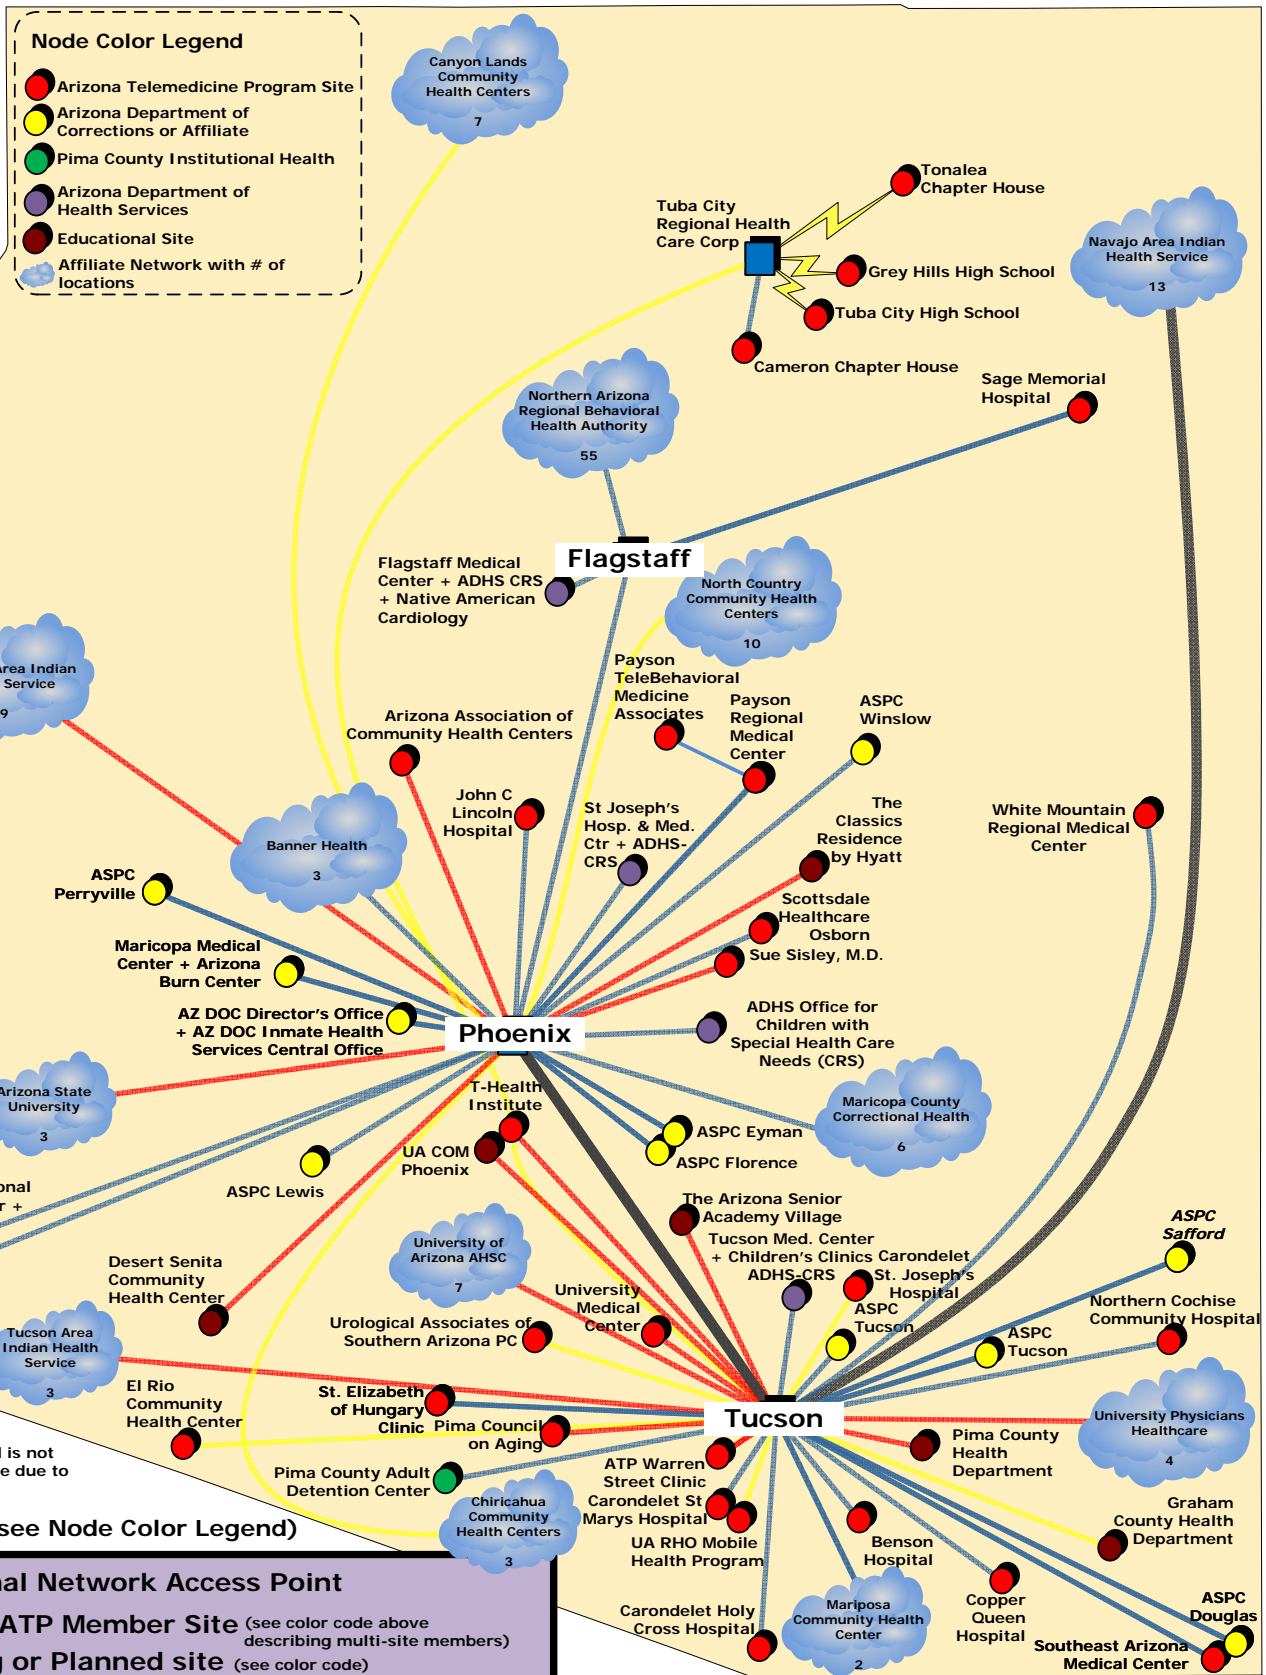 Node Color Legend
Arizona Telemedicine Program Site
Arizona Department of
Corrections or Affiliate
Pima County Institutional Health
Arizona Department of
Health Services
Educational Site
Affiliate Network with # of
locations
Canyon Lands
Community
Health Centers
7
Tonalea
Chapter House
Tuba City
Regional Health
Care Corp
Grey Hills High School
Tuba City High School
Cameron Chapter House
Navajo Area Indian
Health Service
13
Sage Memorial
Hospital
Northern Arizona
Regional Behavioral
Health Authority
55
Flagstaff
Flagstaff Medical
Center + ADHS CRS
+ Native American
Cardiology
North Country
Community Health
Centers
10
Area Indian
Service
9
Payson
TeleBehavioral
Medicine
Associates
Payson
Regional
Medical
Center
ASPC
Winslow
Arizona Association of
Community Health Centers
John C
Lincoln
Hospital
St Joseph's
Hosp. & Med.
Ctr + ADHS-
CRS
The
Classics
Residence
by Hyatt
White Mountain
Regional Medical
Center
Banner Health
3
ASPC
Perryville
Scottsdale
Healthcare
Osborn
Sue Sisley, M.D.
Maricopa Medical
Center + Arizona
Burn Center
AZ DOC Director's Office
+ AZ DOC Inmate Health
Services Central Office
Phoenix
ADHS Office for
Children with
Special Health Care
Needs (CRS)
Arizona State
University
3
T-Health
Institute
UA COM
Phoenix
Maricopa County
Correctional Health
6
ASPC Eyman
ASPC Florence
onal
r +
ASPC Lewis
The Arizona Senior
Academy Village
University of
Arizona AHSC
7
Tucson Med. Center
+ Children's Clinics
ADHS-CRS
Carondelet
St. Joseph's
Hospital
ASPC
Safford
Desert Senita
Community
Health Center
University
Medical
Center
Urological Associates of
Southern Arizona PC
ASPC
Tucson
ASPC
Tucson
Northern Cochise
Community Hospital
Tucson Area
Indian Health
Service
3
El Rio
Community
Health Center
St. Elizabeth
of Hungary
Clinic
Pima Council
on Aging
Tucson
University Physicians
Healthcare
4
Pima County
Health
Department
l is not
e due to
Pima County Adult
Detention Center
ATP Warren
Street Clinic
Carondelet St
Marys Hospital
UA RHO Mobile
Health Program
Chiricahua
Community
Health Centers
3
Benson
Hospital
Graham
County Health
Department
see Node Color Legend)
Carondelet Holy
Cross Hospital
Mariposa
Community Health
Center
2
Copper
Queen
Hospital
ASPC
Douglas
Southeast Arizona
Medical Center
al Network Access Point
ATP Member Site (see color code above
describing multi-site members)
g or Planned site (see color code)